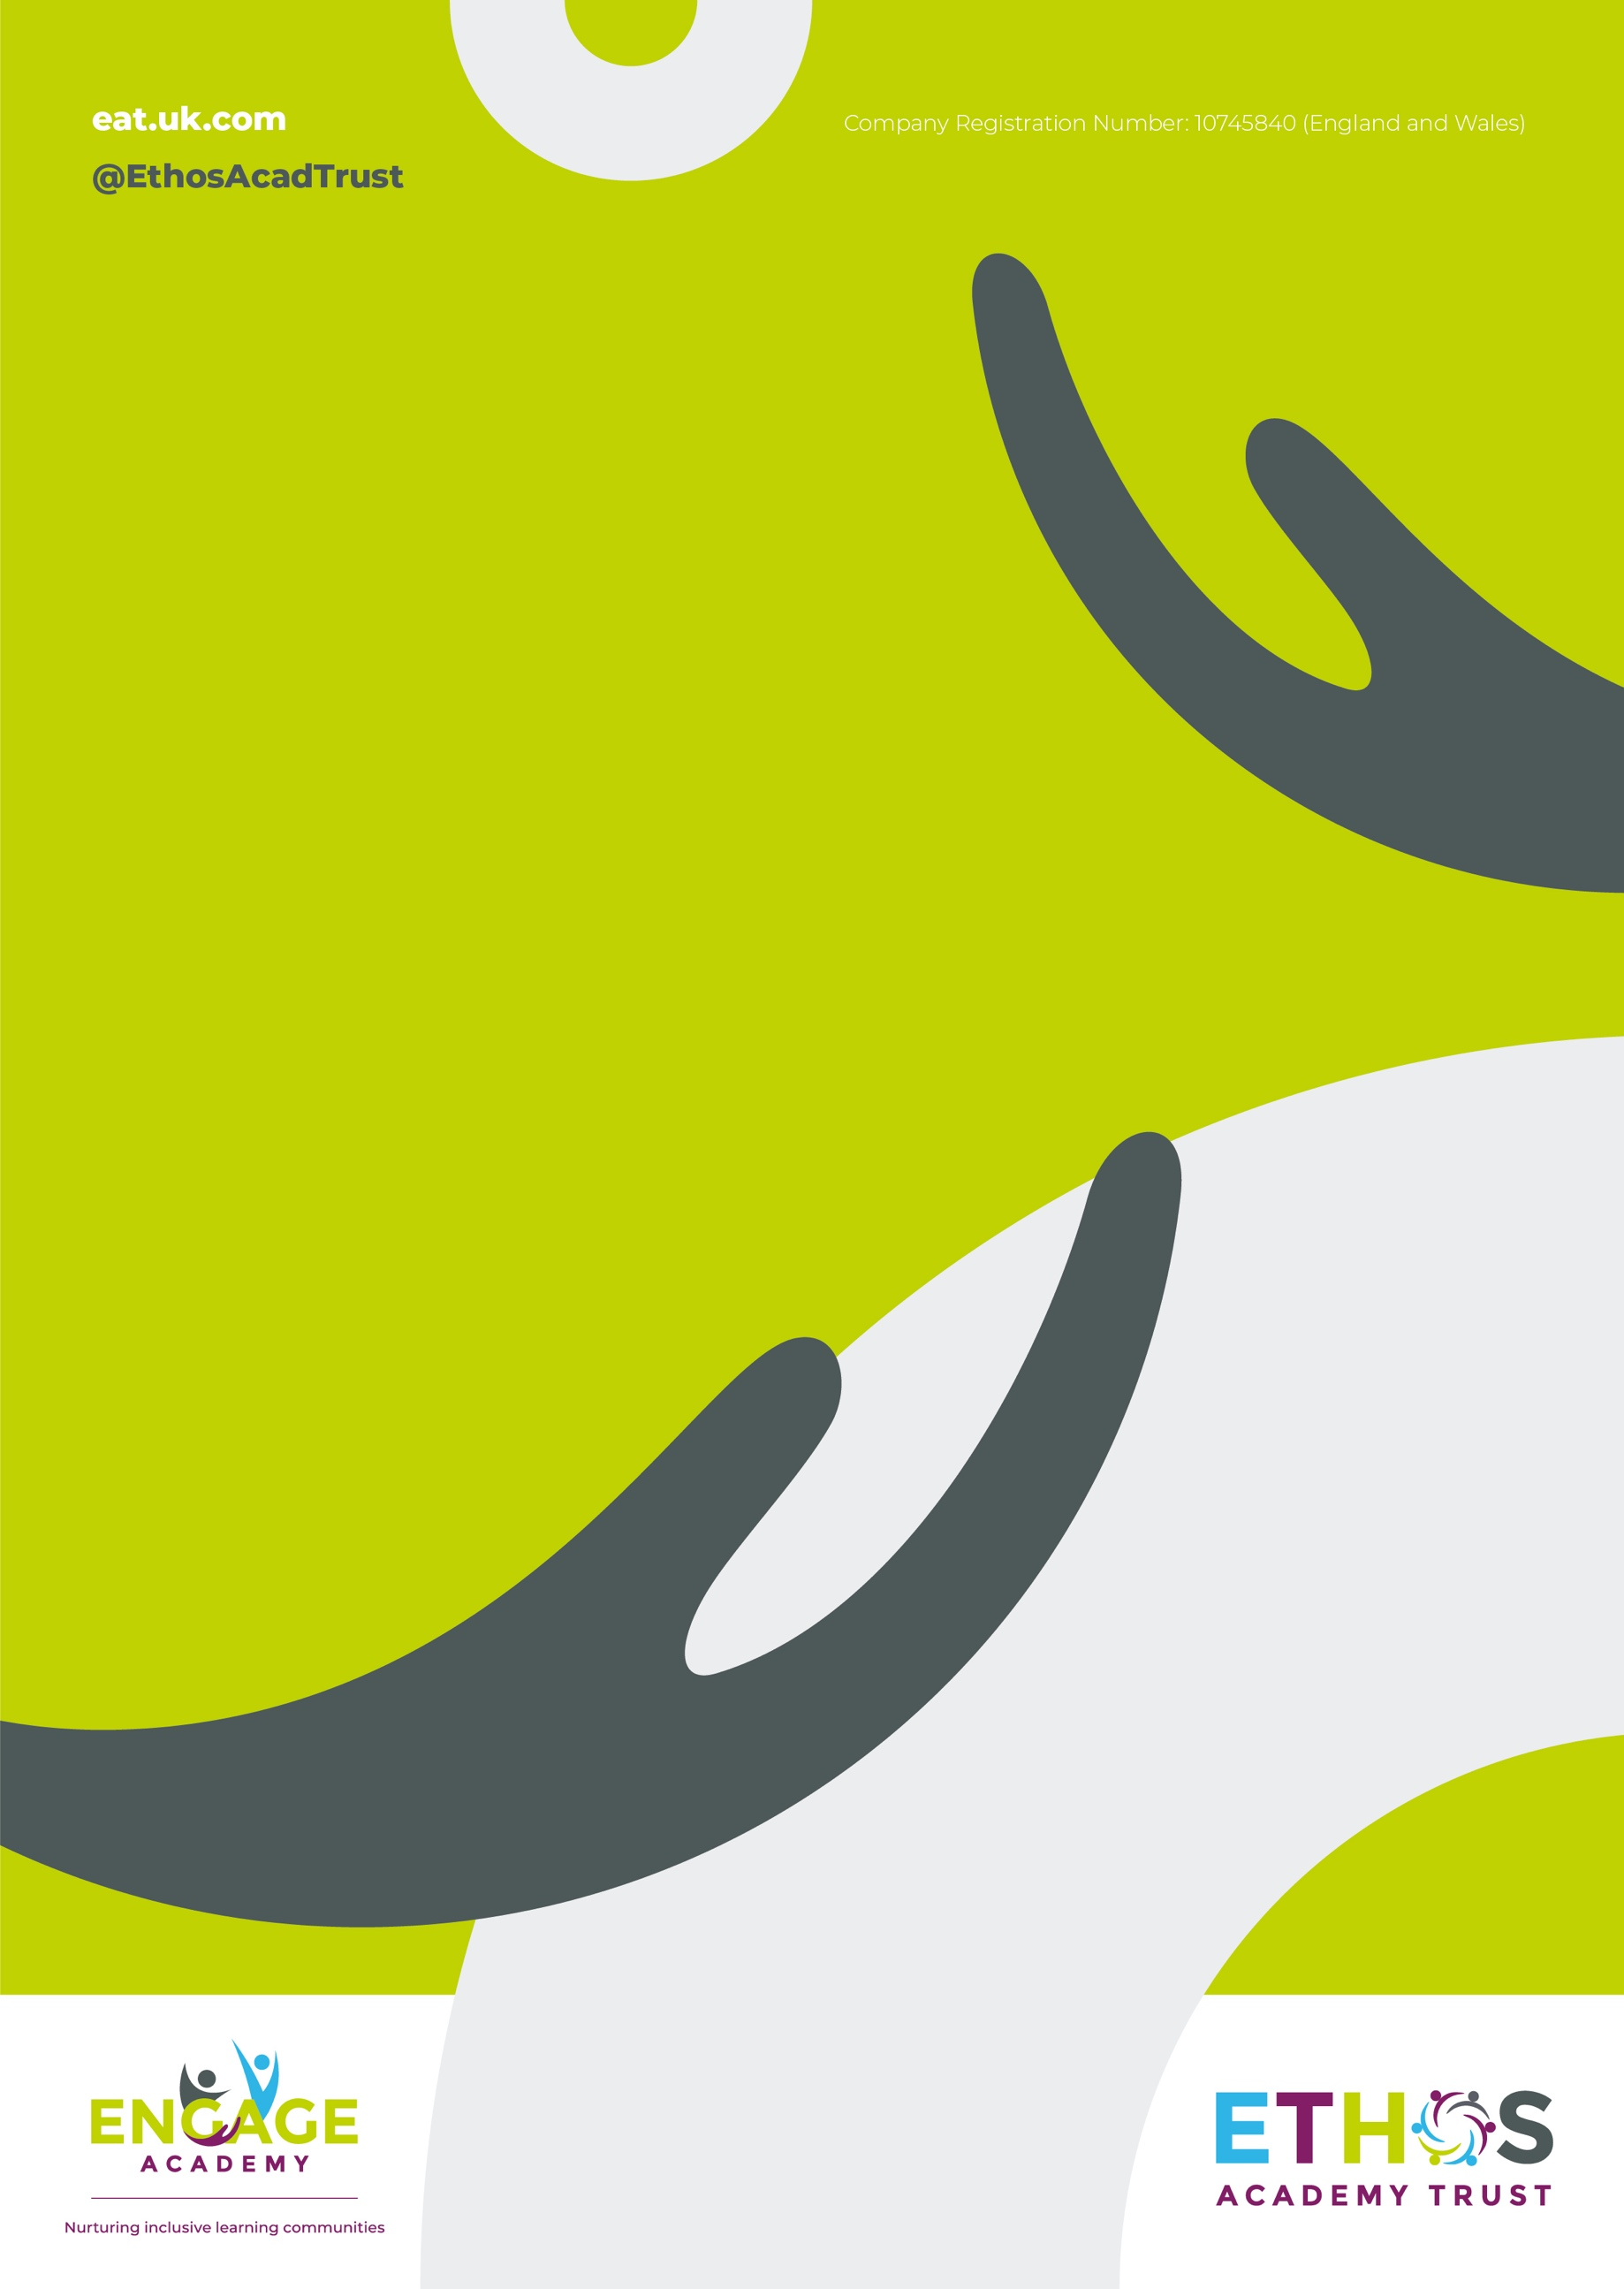 eat.uk.com
@EthosAcadTrust
Company Registration Number: 10745840 (England and Wales)
ENGAGE
ACADEMY
Nurturing inclusive learning communities
ETHOS
ACADEMY TRUST